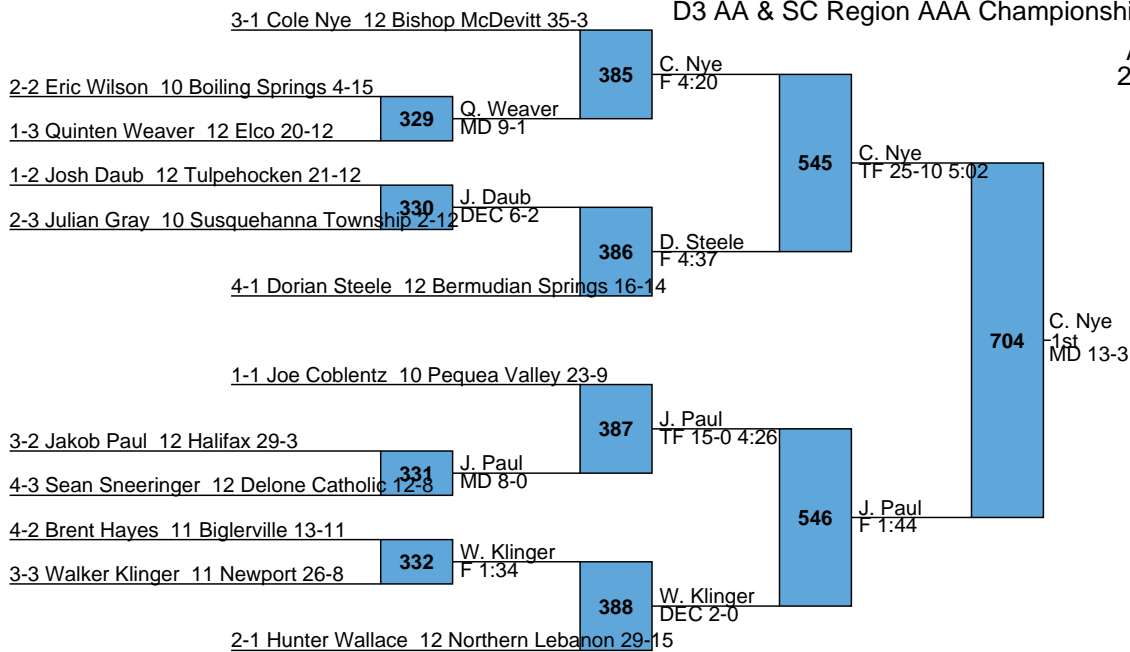 D3 AA & SC Region AAA Championshi
3-1 Cole Nye 12 Bishop McDevitt 35-3
385
C. Nye
F 4:20
2-2 Eric Wilson 10 Boiling Springs 4-15
329
Q. Weaver
MD 9-1
1-3 Quinten Weaver 12 Elco 20-12
545
C. Nye
TF 25-10 5:02
1-2 Josh Daub 12 Tulpehocken 21-12
330
J. Daub
DEC 6-2
2-3 Julian Gray 10 Susquehanna Township 2-12
386
D. Steele
F 4:37
4-1 Dorian Steele 12 Bermudian Springs 16-14
704
C. Nye
1st
MD 13-3
1-1 Joe Coblentz 10 Pequea Valley 23-9
387
J. Paul
TF 15-0 4:26
3-2 Jakob Paul 12 Halifax 29-3
331
J. Paul
MD 8-0
4-3 Sean Sneeringer 12 Delone Catholic 12-8
546
J. Paul
F 1:44
4-2 Brent Hayes 11 Biglerville 13-11
332
W. Klinger
F 1:34
3-3 Walker Klinger 11 Newport 26-8
388
W. Klinger
DEC 2-0
2-1 Hunter Wallace 12 Northern Lebanon 29-15